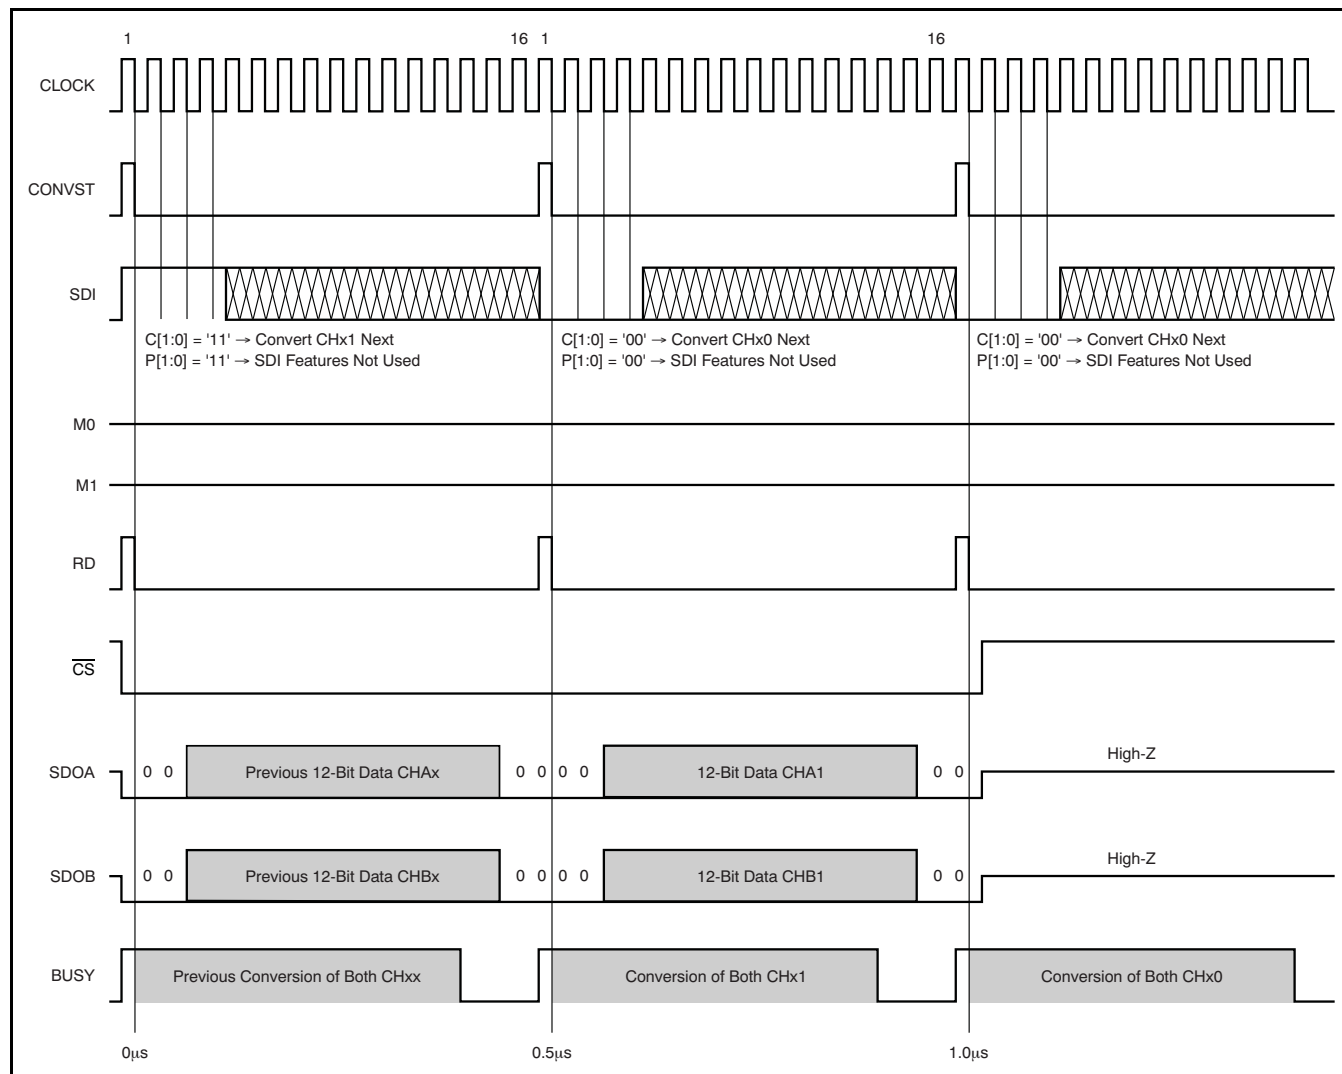 1 16 1 16
CLOCK
CONVST
SDI
C[1:0] = '11' → Convert CHx1 Next
P[1:0] = '11' → SDI Features Not Used
C[1:0] = '00' → Convert CHx0 Next
P[1:0] = '00' → SDI Features Not Used
C[1:0] = '00' → Convert CHx0 Next
P[1:0] = '00' → SDI Features Not Used
M0
M1
RD
CS
SDOA 0 0 Previous 12-Bit Data CHAx 0 0 0 0 12-Bit Data CHA1 0 0 High-Z
SDOB 0 0 Previous 12-Bit Data CHBx 0 0 0 0 12-Bit Data CHB1 0 0 High-Z
BUSY Previous Conversion of Both CHxx Conversion of Both CHx1 Conversion of Both CHx0
0μs 0.5μs 1.0μs